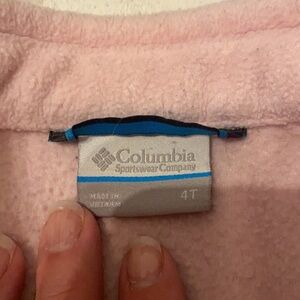 Columbia
Sportswear Company
MADE IN
VIETNAM
4T